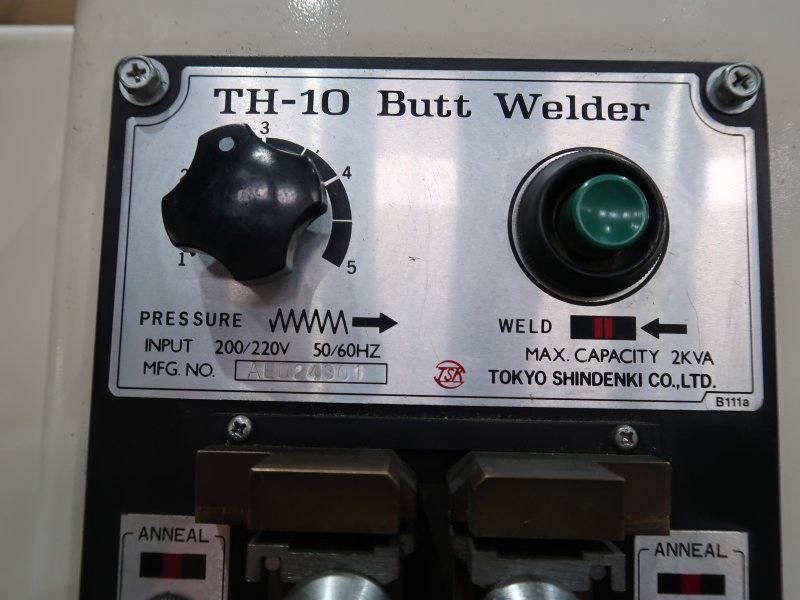 TH-10 Butt Welder
1
2
3
4
5
PRESSURE
WELD
INPUT 200/220V 50/60HZ
MAX. CAPACITY 2KVA
MFG. NO.
TSK
TOKYO SHINDENKI CO.,LTD.
B111a
ANNEAL
ANNEAL